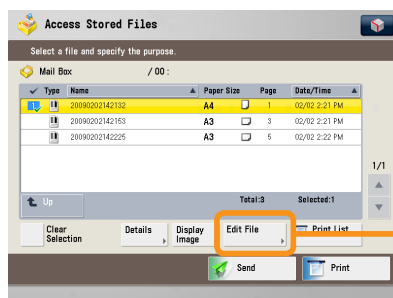 Access Stored Files
Select a file and specify the purpose.
Mail Box / 00 :
Type Name Paper Size Page Date/Time
1 20090202142132 A4 1 02/02 2:21 PM
20090202142153 A3 3 02/02 2:21 PM
20090202142225 A3 5 02/02 2:22 PM
1/1
Up Total:3 Selected:1
Clear Selection Details Display Image Edit File Print List
Send Print